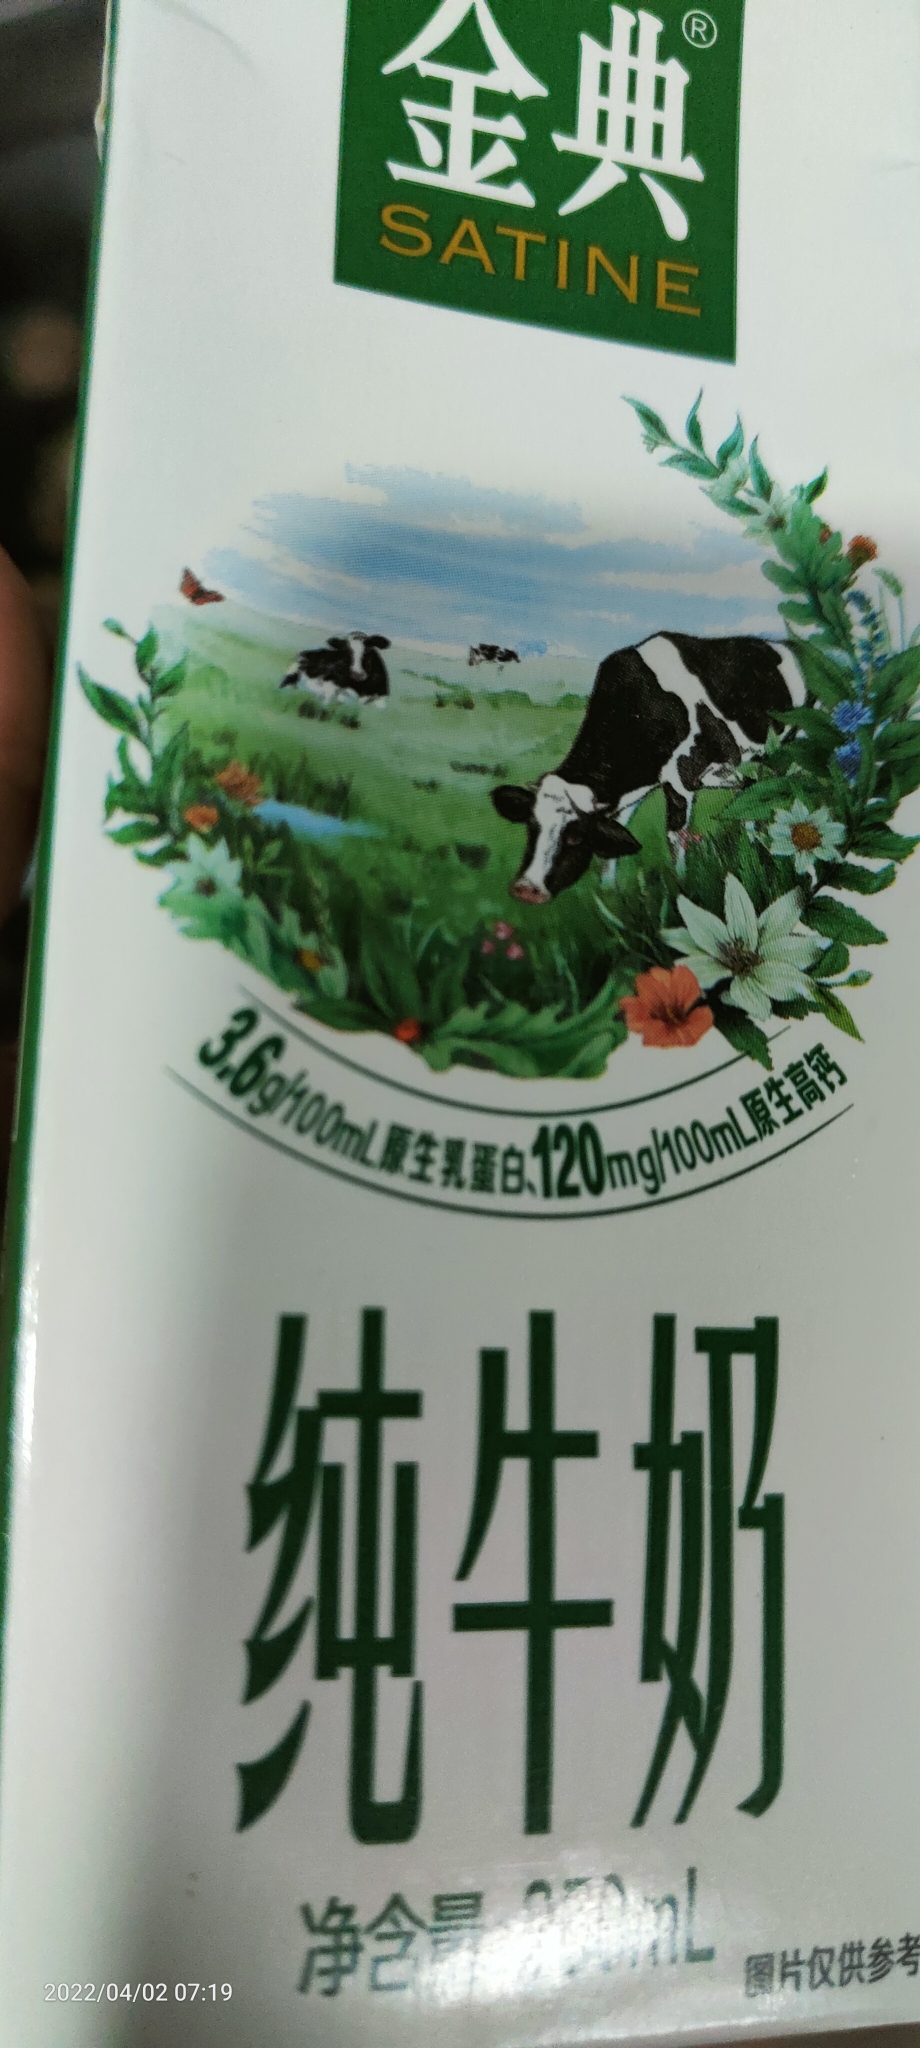 金典®
SATINE
3.6g/100mL原生乳蛋白、120mg/100mL原生高钙
纯牛奶
净含量 250mL
图片仅供参考
2022/04/02 07:19